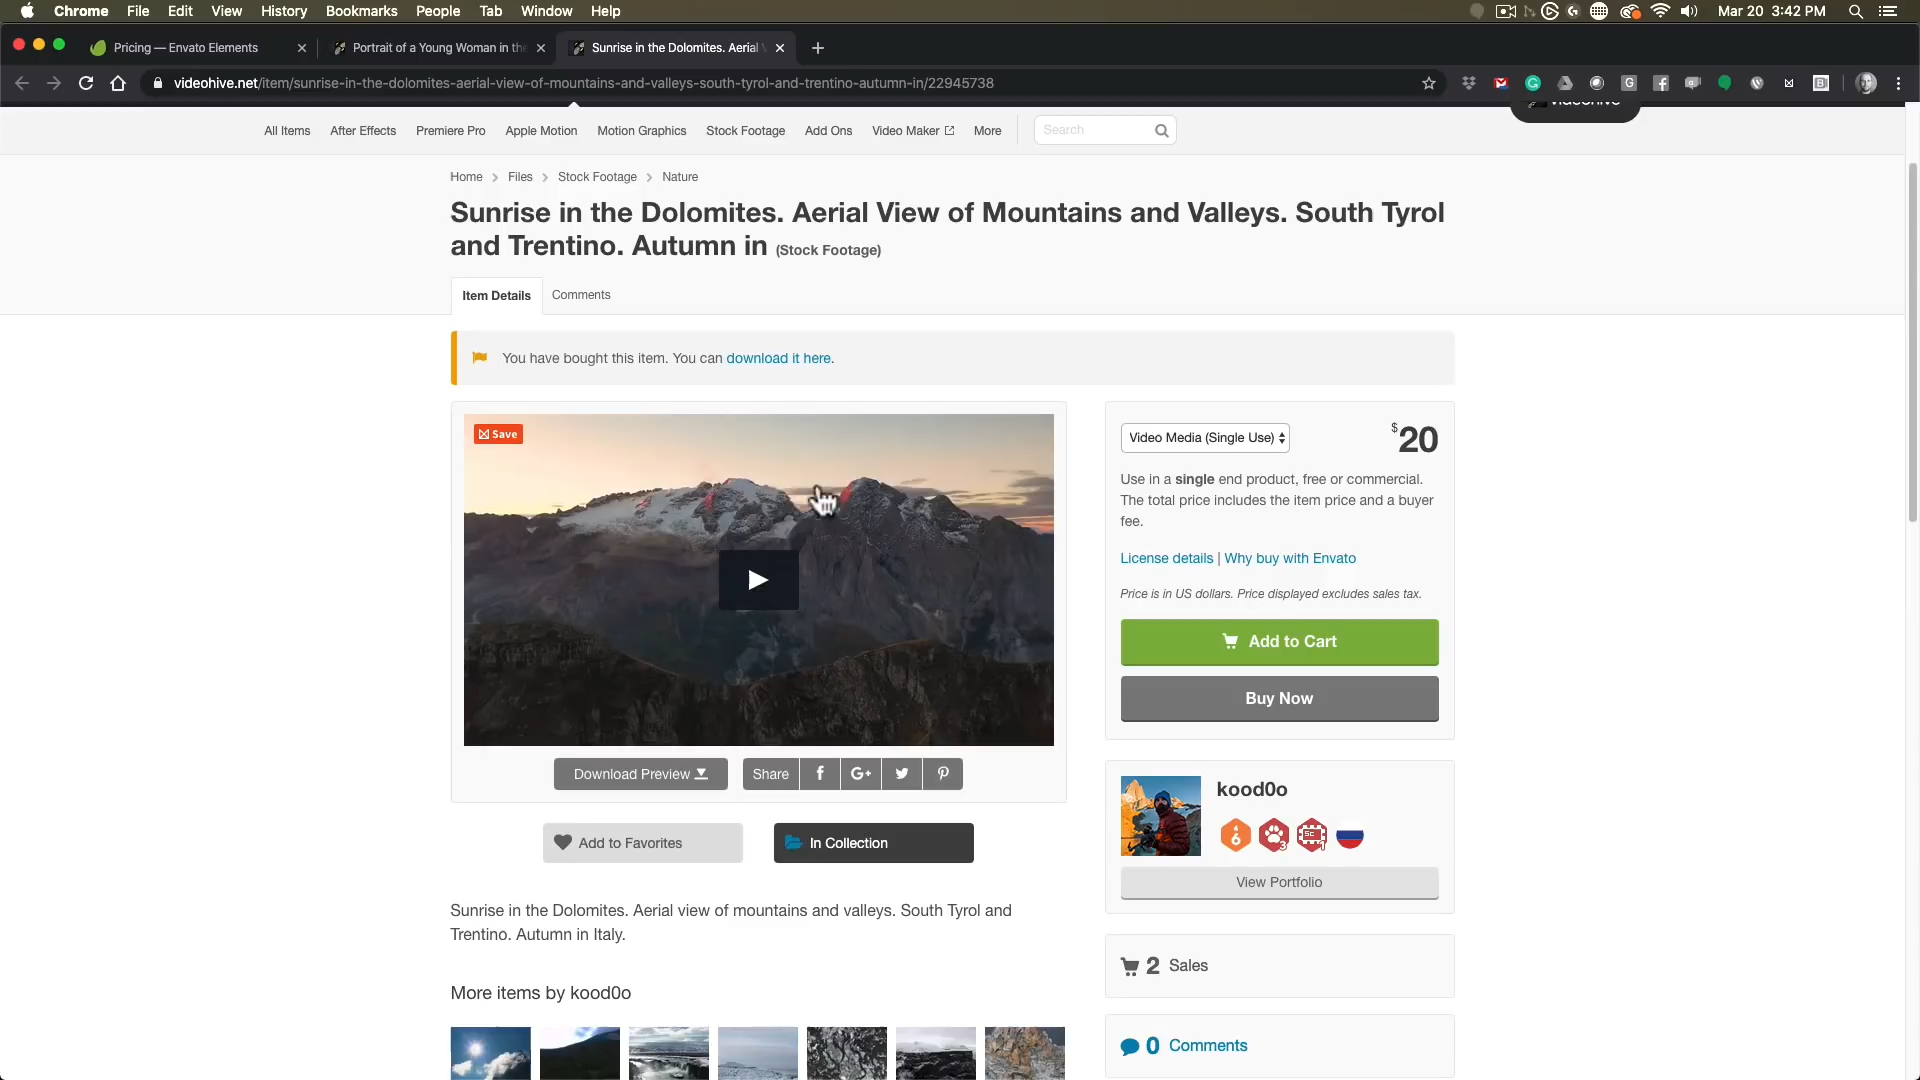 Chrome File Edit View History Bookmarks People Tab Window Help Mar 20 3:42 PM
Pricing — Envato Elements
Portrait of a Young Woman in the
Sunrise in the Dolomites. Aerial V
videohive.net/item/sunrise-in-the-dolomites-aerial-view-of-mountains-and-valleys-south-tyrol-and-trentino-autumn-in/22945738
videohive
All Items After Effects Premiere Pro Apple Motion Motion Graphics Stock Footage Add Ons Video Maker More Search
Home Files Stock Footage Nature
Sunrise in the Dolomites. Aerial View of Mountains and Valleys. South Tyrol
and Trentino. Autumn in (Stock Footage)
Item Details Comments
You have bought this item. You can download it here.
Save
Video Media (Single Use) $20
Use in a single end product, free or commercial.
The total price includes the item price and a buyer
fee.
License details | Why buy with Envato
Price is in US dollars. Price displayed excludes sales tax.
Add to Cart
Buy Now
Download Preview Share f G+
kood0o
6 3 SC 1
Add to Favorites In Collection
View Portfolio
Sunrise in the Dolomites. Aerial view of mountains and valleys. South Tyrol and
Trentino. Autumn in Italy.
2 Sales
More items by kood0o
0 Comments